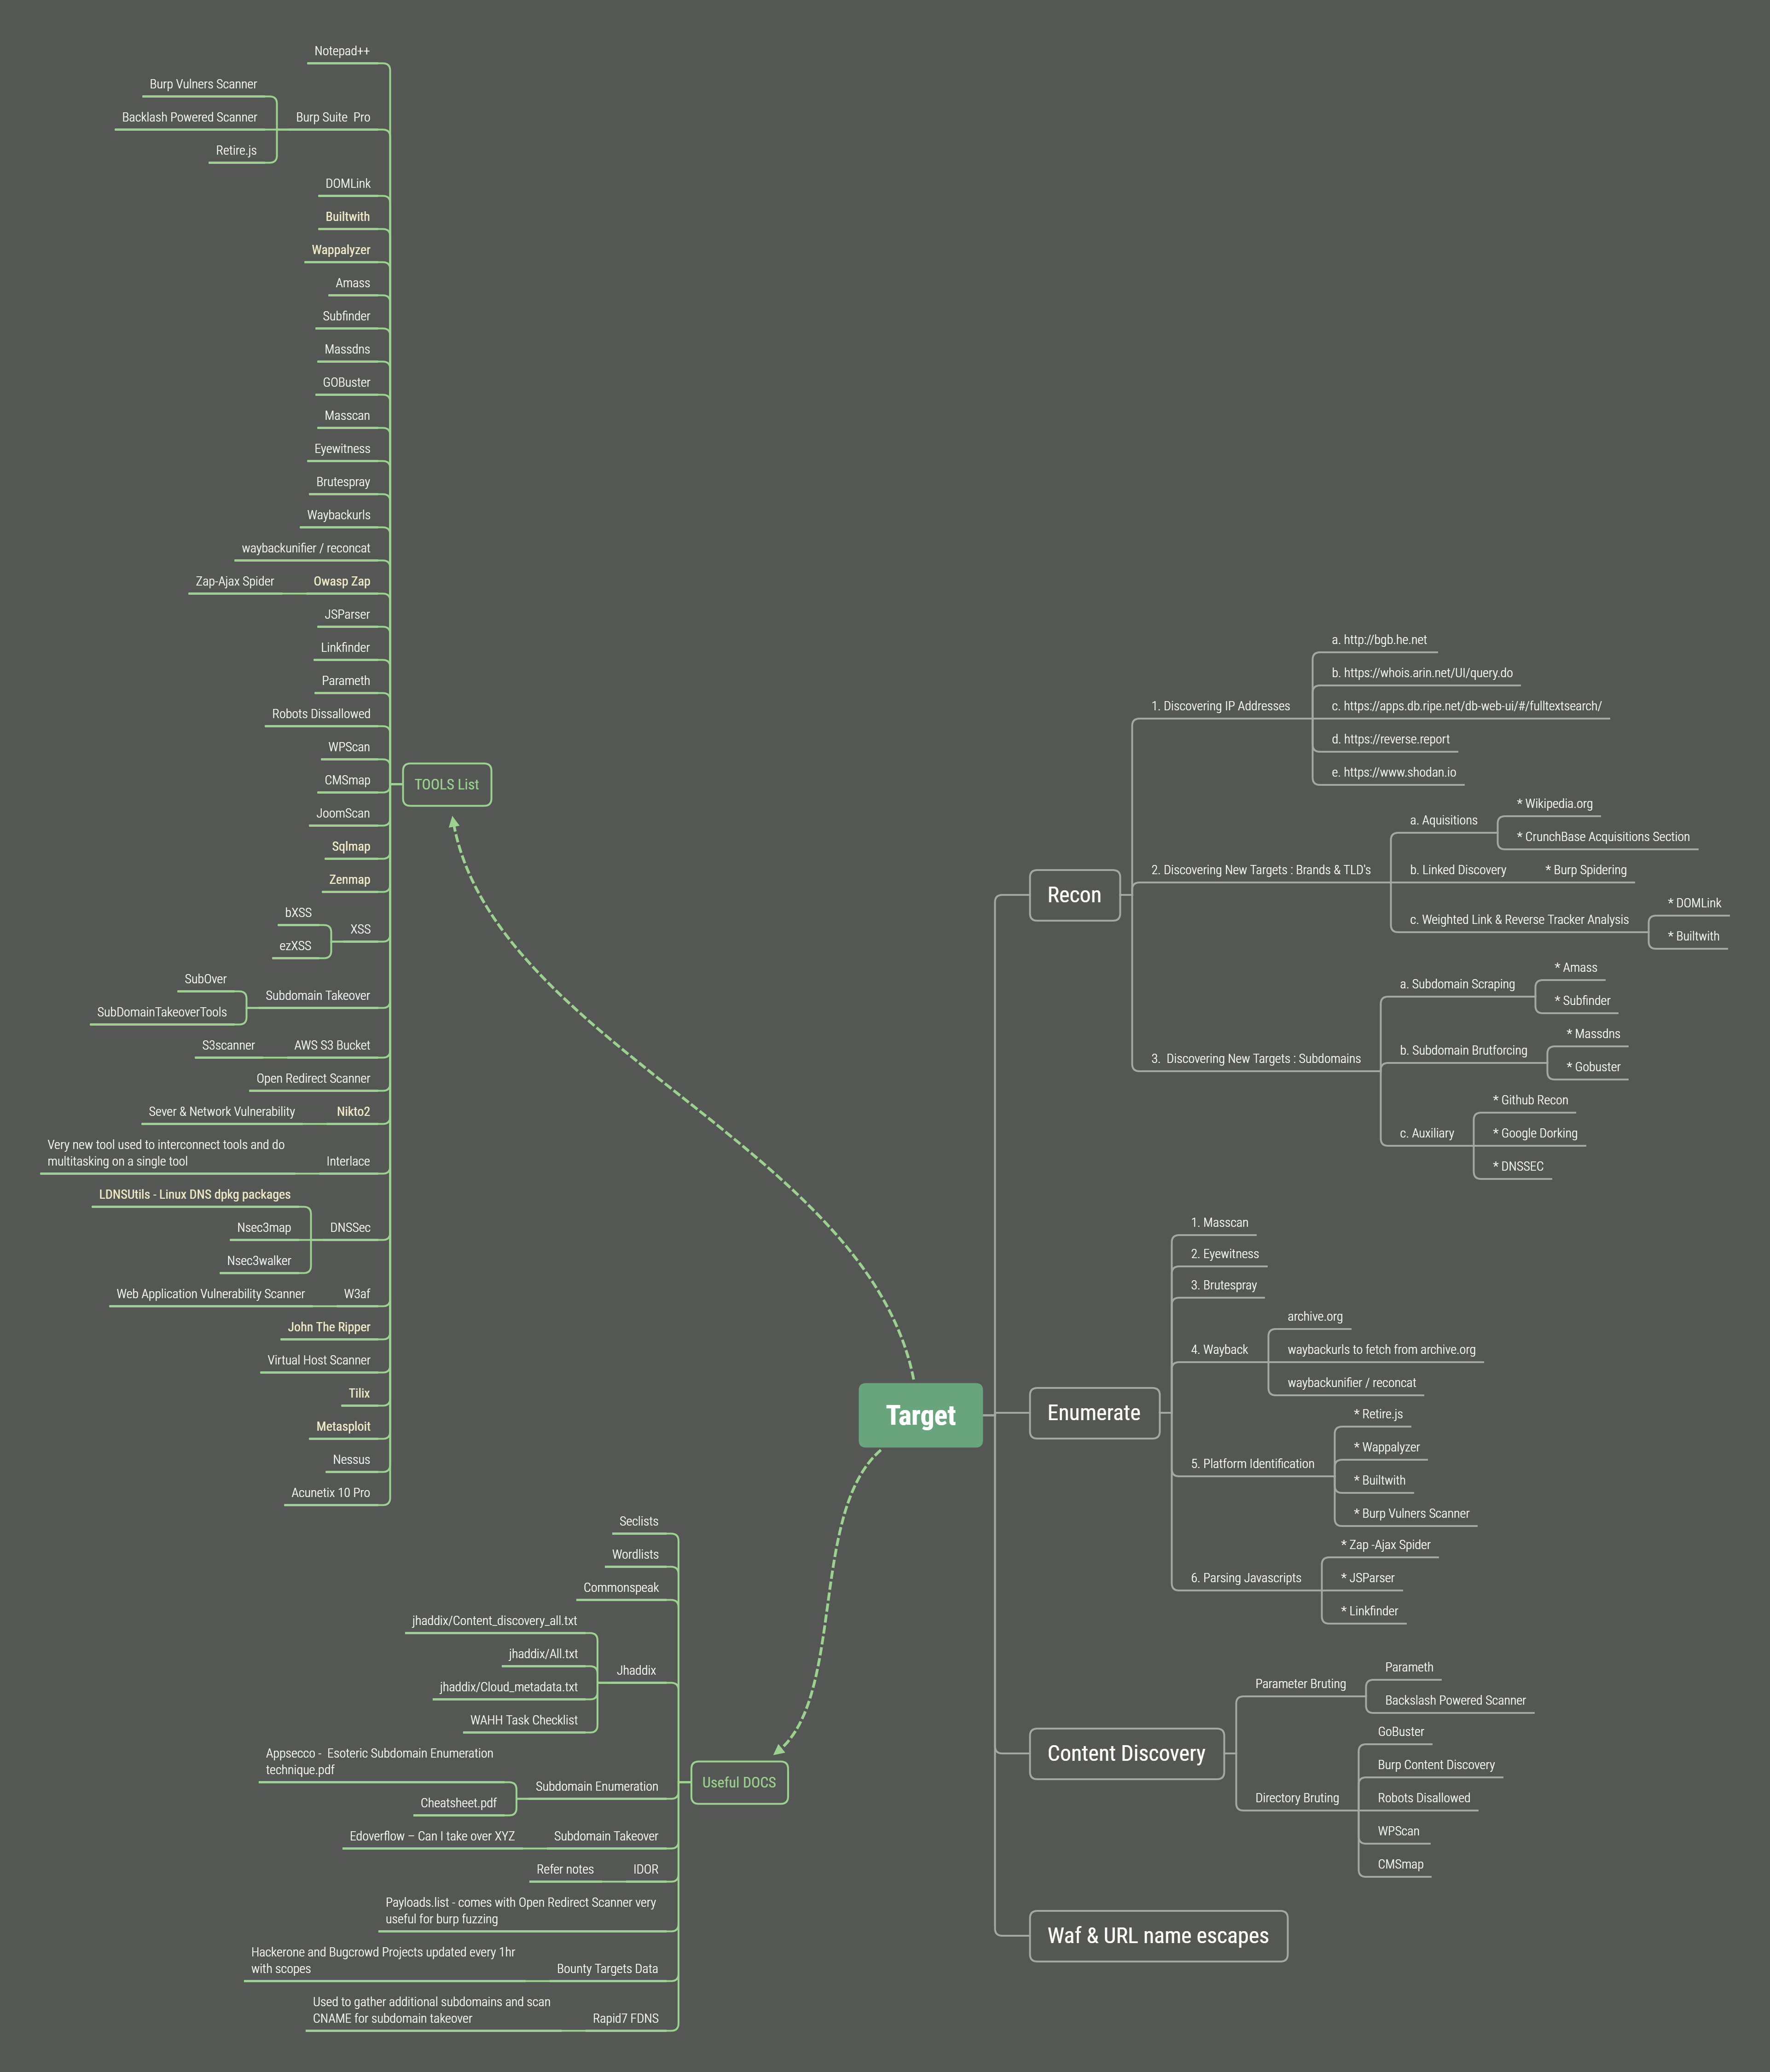 Notepad++
Burp Vulners Scanner
Backlash Powered Scanner
Burp Suite  Pro
Retire.js
DOMLink
Builtwith
Wappalyzer
Amass
Subfinder
Massdns
GOBuster
Masscan
Eyewitness
Brutespray
Waybackurls
waybackunifier / reconcat
Zap-Ajax Spider
Owasp Zap
JSParser
Linkfinder
Parameth
Robots Dissallowed
WPScan
CMSmap
JoomScan
Sqlmap
Zenmap
bXSS
XSS
ezXSS
SubOver
Subdomain Takeover
SubDomainTakeoverTools
S3scanner
AWS S3 Bucket
Open Redirect Scanner
Sever & Network Vulnerability
Nikto2
Very new tool used to interconnect tools and do
multitasking on a single tool
Interlace
LDNSUtils - Linux DNS dpkg packages
Nsec3map
DNSSec
Nsec3walker
Web Application Vulnerability Scanner
W3af
John The Ripper
Virtual Host Scanner
Tilix
Metasploit
Nessus
Acunetix 10 Pro
TOOLS List
Target
Seclists
Wordlists
Commonspeak
jhaddix/Content_discovery_all.txt
jhaddix/All.txt
Jhaddix
jhaddix/Cloud_metadata.txt
WAHH Task Checklist
Appsecco -  Esoteric Subdomain Enumeration
technique.pdf
Subdomain Enumeration
Cheatsheet.pdf
Edoverflow – Can I take over XYZ
Subdomain Takeover
Refer notes
IDOR
Payloads.list - comes with Open Redirect Scanner very
useful for burp fuzzing
Hackerone and Bugcrowd Projects updated every 1hr
with scopes
Bounty Targets Data
Used to gather additional subdomains and scan
CNAME for subdomain takeover
Rapid7 FDNS
Useful DOCS
Recon
1. Discovering IP Addresses
a. http://bgb.he.net
b. https://whois.arin.net/UI/query.do
c. https://apps.db.ripe.net/db-web-ui/#/fulltextsearch/
d. https://reverse.report
e. https://www.shodan.io
2. Discovering New Targets : Brands & TLD's
a. Aquisitions
* Wikipedia.org
* CrunchBase Acquisitions Section
b. Linked Discovery
* Burp Spidering
c. Weighted Link & Reverse Tracker Analysis
* DOMLink
* Builtwith
3.  Discovering New Targets : Subdomains
a. Subdomain Scraping
* Amass
* Subfinder
b. Subdomain Brutforcing
* Massdns
* Gobuster
c. Auxiliary
* Github Recon
* Google Dorking
* DNSSEC
Enumerate
1. Masscan
2. Eyewitness
3. Brutespray
4. Wayback
archive.org
waybackurls to fetch from archive.org
waybackunifier / reconcat
5. Platform Identification
* Retire.js
* Wappalyzer
* Builtwith
* Burp Vulners Scanner
6. Parsing Javascripts
* Zap -Ajax Spider
* JSParser
* Linkfinder
Content Discovery
Parameter Bruting
Parameth
Backslash Powered Scanner
Directory Bruting
GoBuster
Burp Content Discovery
Robots Disallowed
WPScan
CMSmap
Waf & URL name escapes